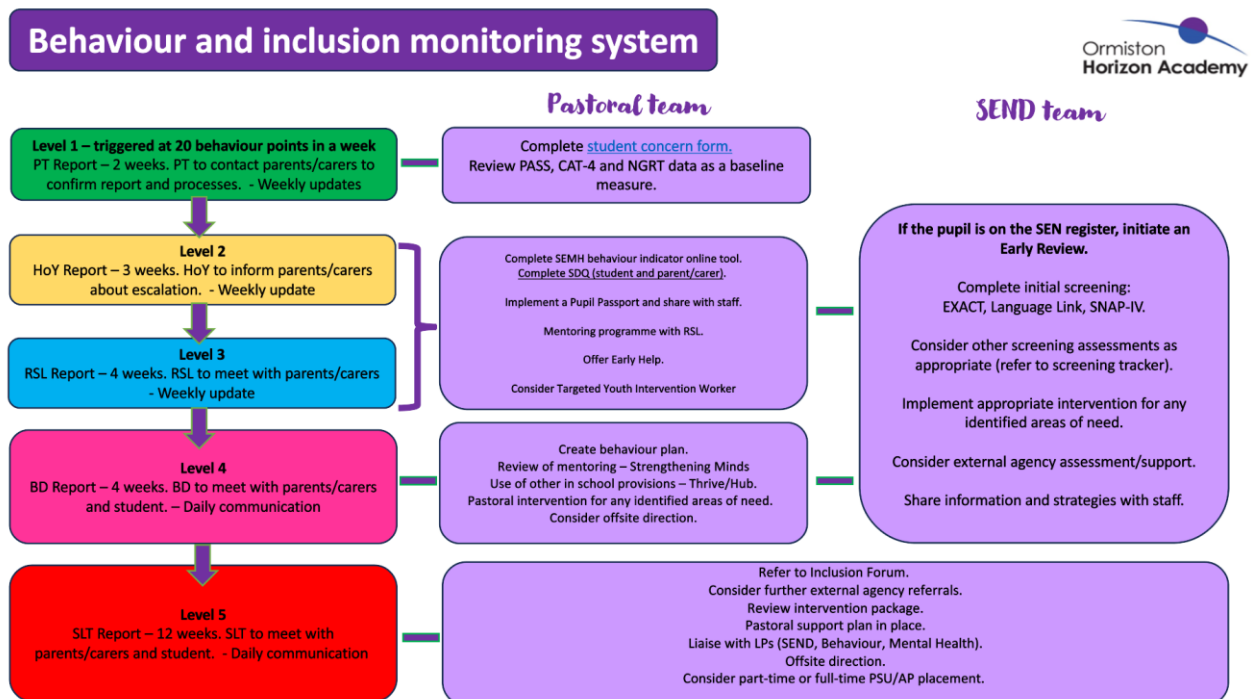 Behaviour and inclusion monitoring system
Ormiston
Horizon Academy
Pastoral team
SEND team
Level 1 – triggered at 20 behaviour points in a week
PT Report – 2 weeks. PT to contact parents/carers to
confirm report and processes.  - Weekly updates
Complete student concern form.
Review PASS, CAT-4 and NGRT data as a baseline
measure.
Level 2
HoY Report – 3 weeks. HoY to inform parents/carers
about escalation.  - Weekly update
Level 3
RSL Report – 4 weeks. RSL to meet with parents/carers
- Weekly update
Complete SEMH behaviour indicator online tool.
Complete SDQ (student and parent/carer).
Implement a Pupil Passport and share with staff.
Mentoring programme with RSL.
Offer Early Help.
Consider Targeted Youth Intervention Worker
If the pupil is on the SEN register, initiate an
Early Review.
Complete initial screening:
EXACT, Language Link, SNAP-IV.
Consider other screening assessments as
appropriate (refer to screening tracker).
Implement appropriate intervention for any
identified areas of need.
Consider external agency assessment/support.
Share information and strategies with staff.
Level 4
BD Report – 4 weeks. BD to meet with parents/carers
and student. – Daily communication
Create behaviour plan.
Review of mentoring – Strengthening Minds
Use of other in school provisions – Thrive/Hub.
Pastoral intervention for any identified areas of need.
Consider offsite direction.
Level 5
SLT Report – 12 weeks. SLT to meet with
parents/carers and student.  - Daily communication
Refer to Inclusion Forum.
Consider further external agency referrals.
Review intervention package.
Pastoral support plan in place.
Liaise with LPs (SEND, Behaviour, Mental Health).
Offsite direction.
Consider part-time or full-time PSU/AP placement.